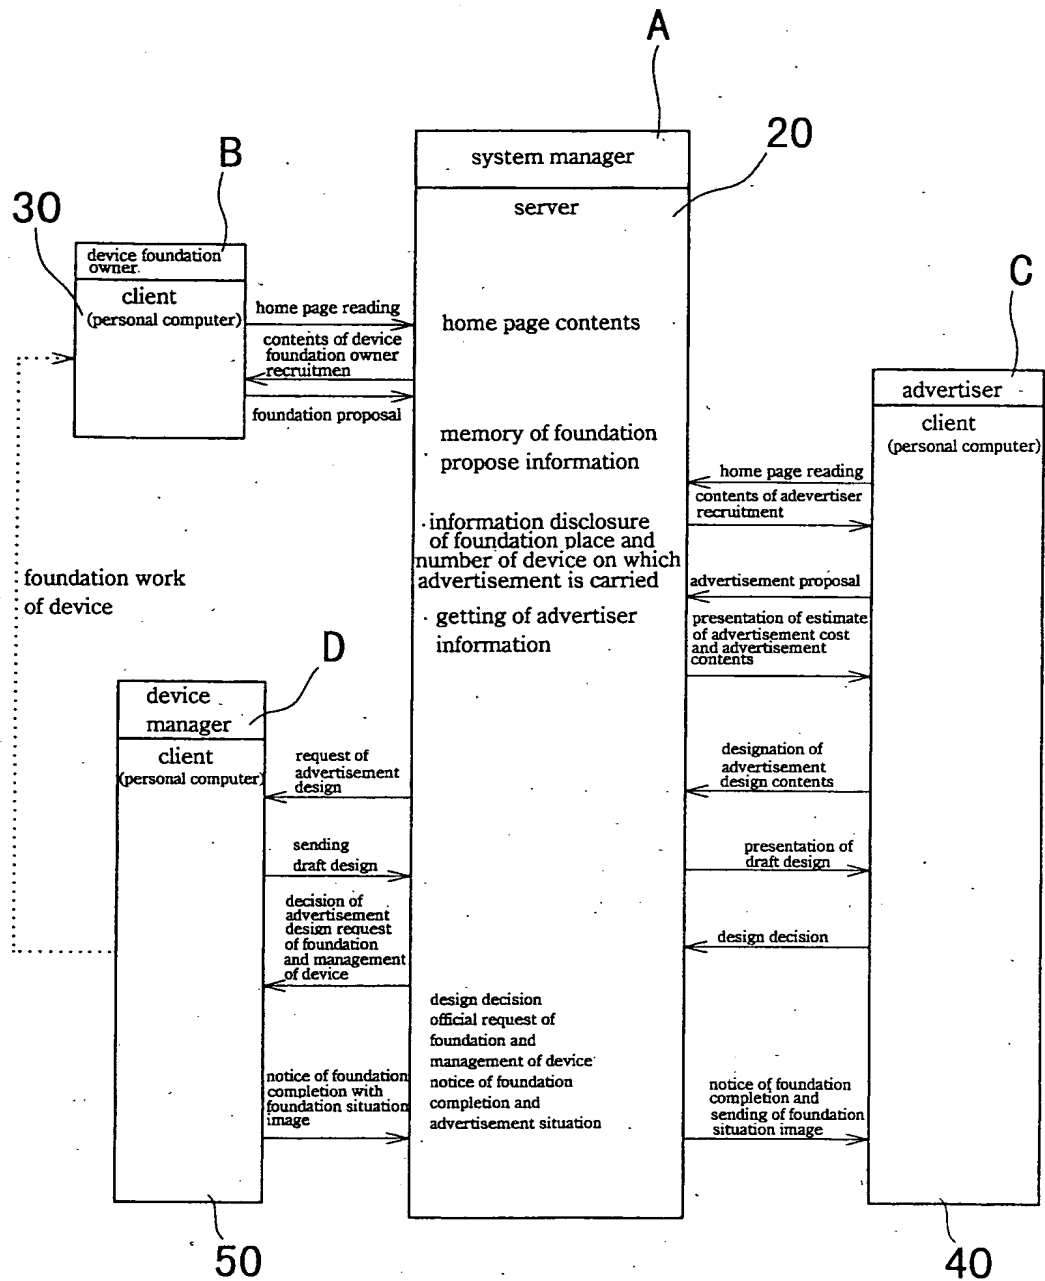 A
20
system manager
server
B
30
device foundation
owner.
client
(personal computer)
home page reading
contents of device
foundation owner
recruitmen
foundation proposal
home page contents
memory of foundation
propose information
· information disclosure
of foundation place and
number of device on which
advertisement is carried
· getting of advertiser
information
C
advertiser
client
(personal computer)
home page reading
contents of adevertiser
recruitment
advertisement proposal
presentation of estimate
of advertisement cost
and advertisement
contents
designation of
advertisement
design contents
presentation of
draft design
design decision
notice of foundation
completion and
sending of foundation
situation image
40
foundation work
of device
D
device
manager
client
(personal computer)
request of
advertisement
design
sending
draft design
decision of
advertisement
design request
of foundation
and management
of device
notice of foundation
completion with
foundation situation
image
50
design decision
official request of
foundation and
management of device
notice of foundation
completion and
advertisement situation